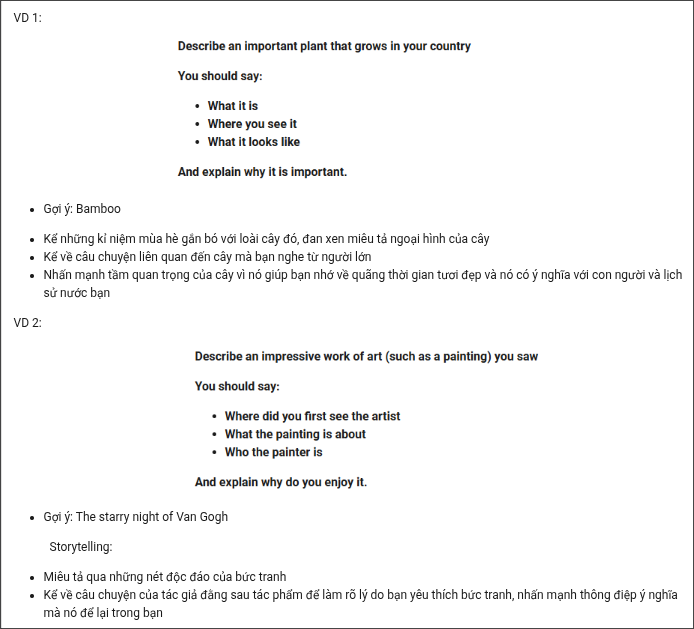 VD 1:
Describe an important plant that grows in your country
You should say:
• What it is
• Where you see it
• What it looks like
And explain why it is important.
• Gợi ý: Bamboo
• Kể những kỉ niệm mùa hè gắn bó với loài cây đó, đan xen miêu tả ngoại hình của cây
• Kể về câu chuyện liên quan đến cây mà bạn nghe từ người lớn
• Nhấn mạnh tầm quan trọng của cây vì nó giúp bạn nhớ về quãng thời gian tươi đẹp và nó có ý nghĩa với con người và lịch
sử nước bạn
VD 2:
Describe an impressive work of art (such as a painting) you saw
You should say:
• Where did you first see the artist
• What the painting is about
• Who the painter is
And explain why do you enjoy it.
• Gợi ý: The starry night of Van Gogh
Storytelling:
• Miêu tả qua những nét độc đáo của bức tranh
• Kể về câu chuyện của tác giả đằng sau tác phẩm để làm rõ lý do bạn yêu thích bức tranh, nhấn mạnh thông điệp ý nghĩa
mà nó để lại trong bạn